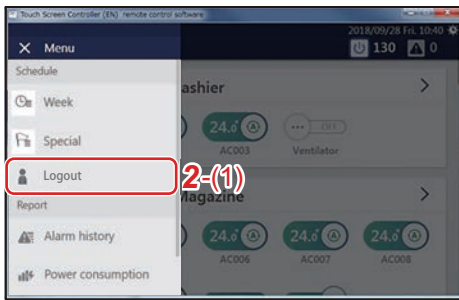 Touch Screen Controller (EN) remote control software
2018/09/28 Fri. 10:40
X Menu
130 0
Schedule
Week
Special
Logout
2-(1)
Report
Alarm history
Power consumption
ashier
24.0 A
AC003
OFF
Ventilator
Magazine
24.0 A
AC006
24.0 A
AC007
24.0 A
AC008